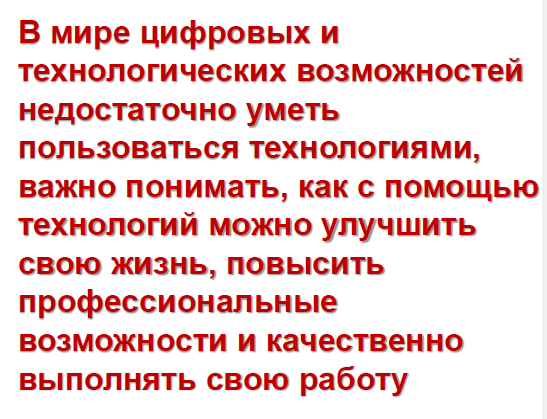 В мире цифровых и
технологических возможностей
недостаточно уметь
пользоваться технологиями,
важно понимать, как с помощью
технологий можно улучшить
свою жизнь, повысить
профессиональные
возможности и качественно
выполнять свою работу